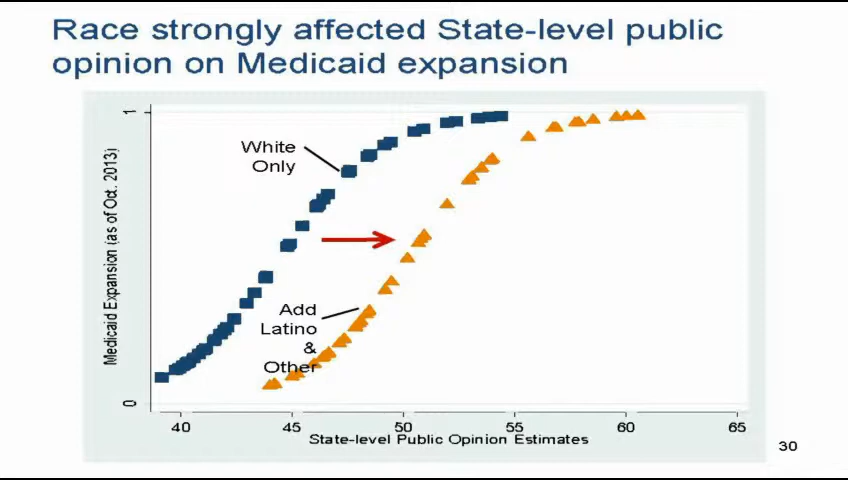 Race strongly affected State-level public
opinion on Medicaid expansion
1
White
Only
Medicaid Expansion (as of Oct. 2013)
Add
Latino
&
Other
0
40 45 50 55 60 65
State-level Public Opinion Estimates
30